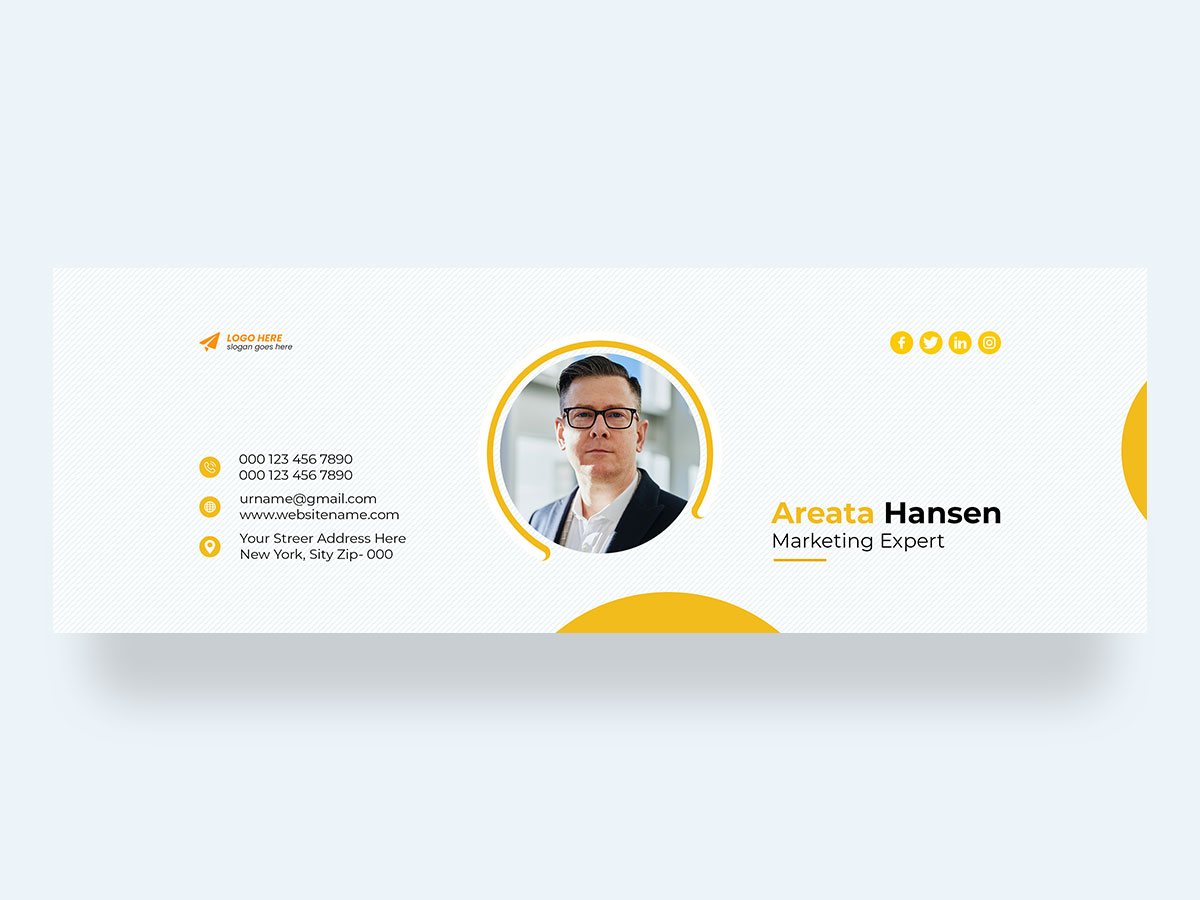 LOGO HERE
slogan goes here
000 123 456 7890
000 123 456 7890
urname@gmail.com
www.websitename.com
Your Streer Address Here
New York, Sity Zip- 000
Areata Hansen
Marketing Expert